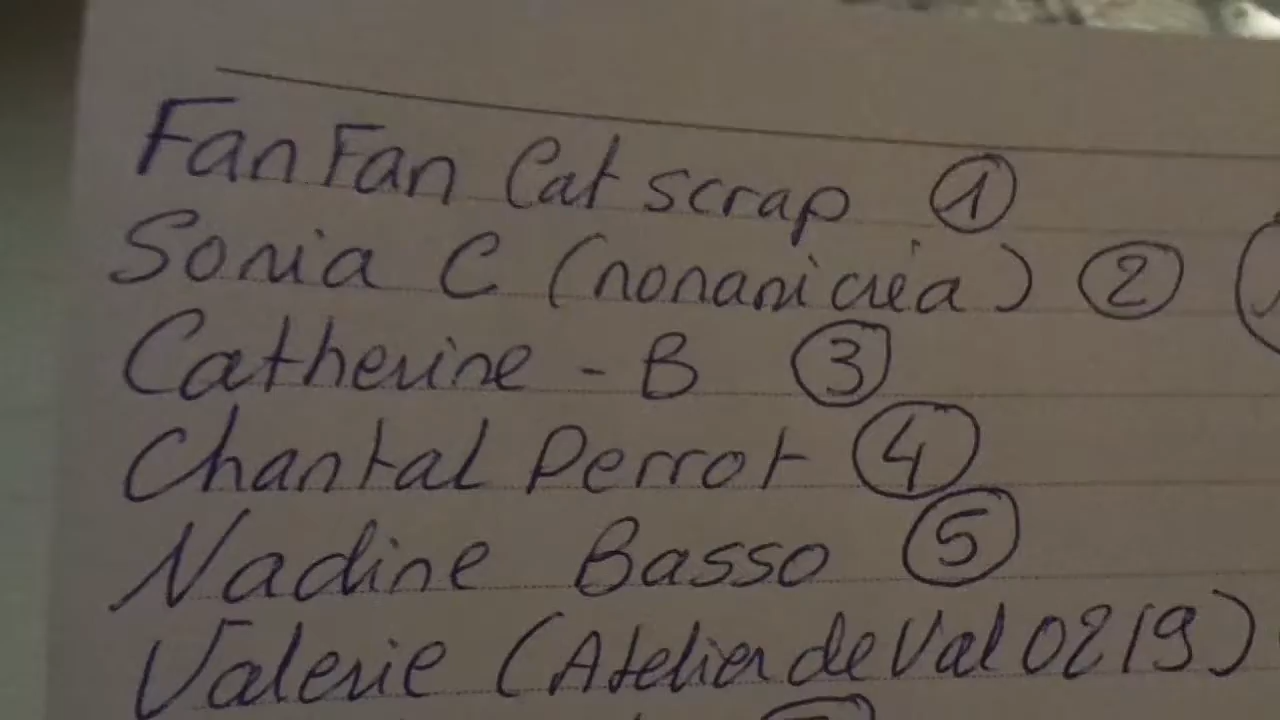 FanFan Cat scrap ①
Sonia C (nonanicréa) ②
Catherine - B ③
Chantal Perrot ④
Nadine Basso ⑤
Valerie (Atelier de Val 0219)